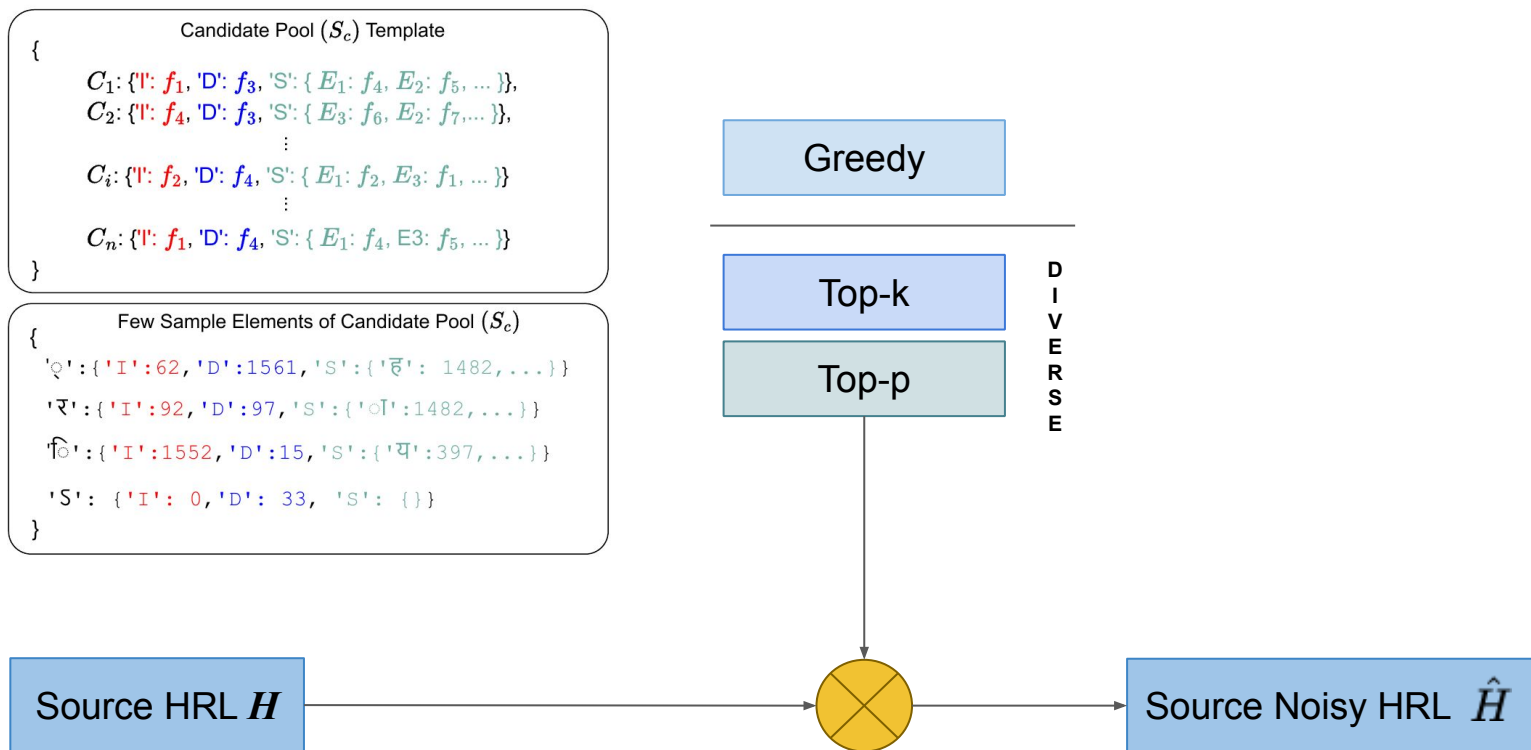 Candidate Pool (S_c) Template
{
C_1: {'I': f_1, 'D': f_3, 'S': { E_1: f_4, E_2: f_5, ... }},
C_2: {'I': f_4, 'D': f_3, 'S': { E_3: f_6, E_2: f_7,... }},
⋮
C_i: {'I': f_2, 'D': f_4, 'S': { E_1: f_2, E_3: f_1, ... }}
⋮
C_n: {'I': f_1, 'D': f_4, 'S': { E_1: f_4, E3: f_5, ... }}
}
Few Sample Elements of Candidate Pool (S_c)
{
'्':{'I':62,'D':1561,'S':{'ह': 1482,...}}
'र':{'I':92,'D':97,'S':{'ा':1482,...}}
'ि':{'I':1552,'D':15,'S':{'य':397,...}}
'ऽ': {'I': 0,'D': 33, 'S': {}}
}
Greedy
Top-k
Top-p
DIVERSE
Source HRL H
Source Noisy HRL Ĥ